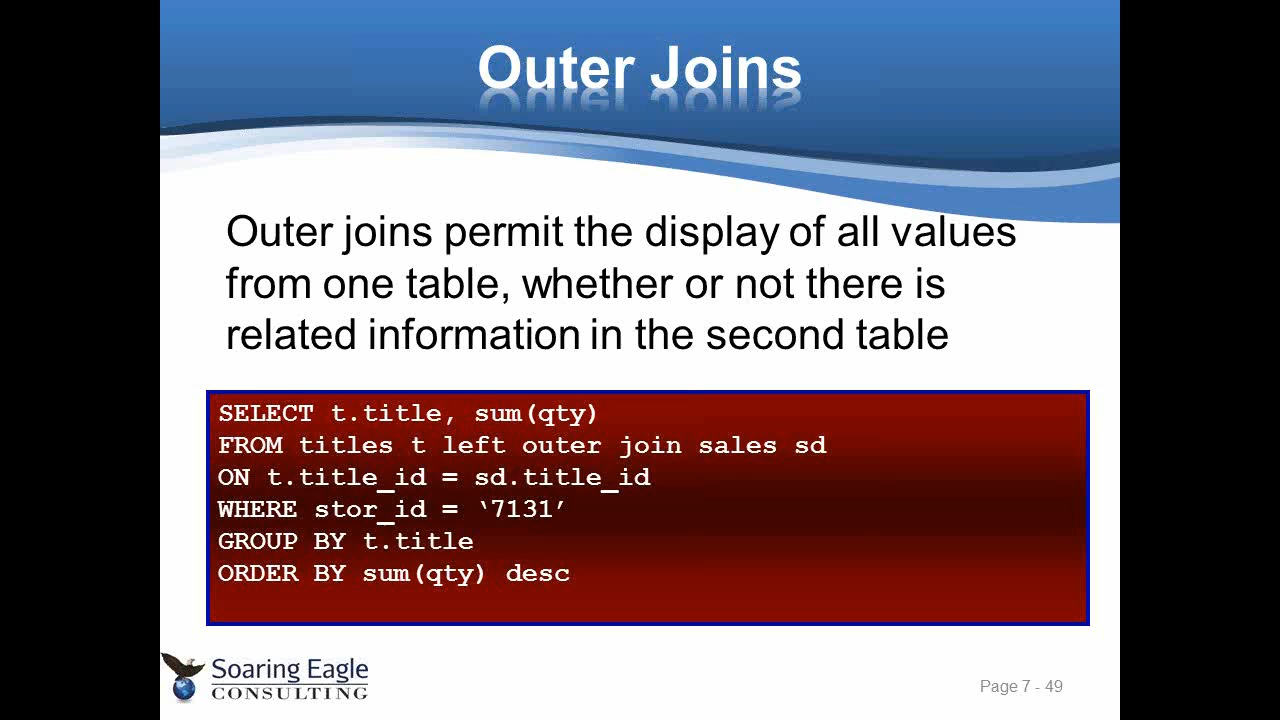 Outer Joins
Outer joins permit the display of all values
from one table, whether or not there is
related information in the second table
SELECT t.title, sum(qty)
FROM titles t left outer join sales sd
ON t.title_id = sd.title_id
WHERE stor_id = ‘7131’
GROUP BY t.title
ORDER BY sum(qty) desc
Soaring Eagle
CONSULTING
Page 7 - 49